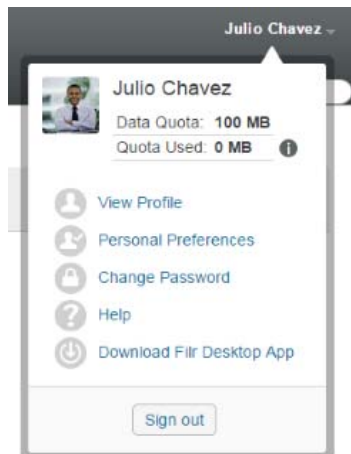 Julio Chavez
Julio Chavez
Data Quota: 100 MB
Quota Used: 0 MB
View Profile
Personal Preferences
Change Password
Help
Download Filr Desktop App
Sign out